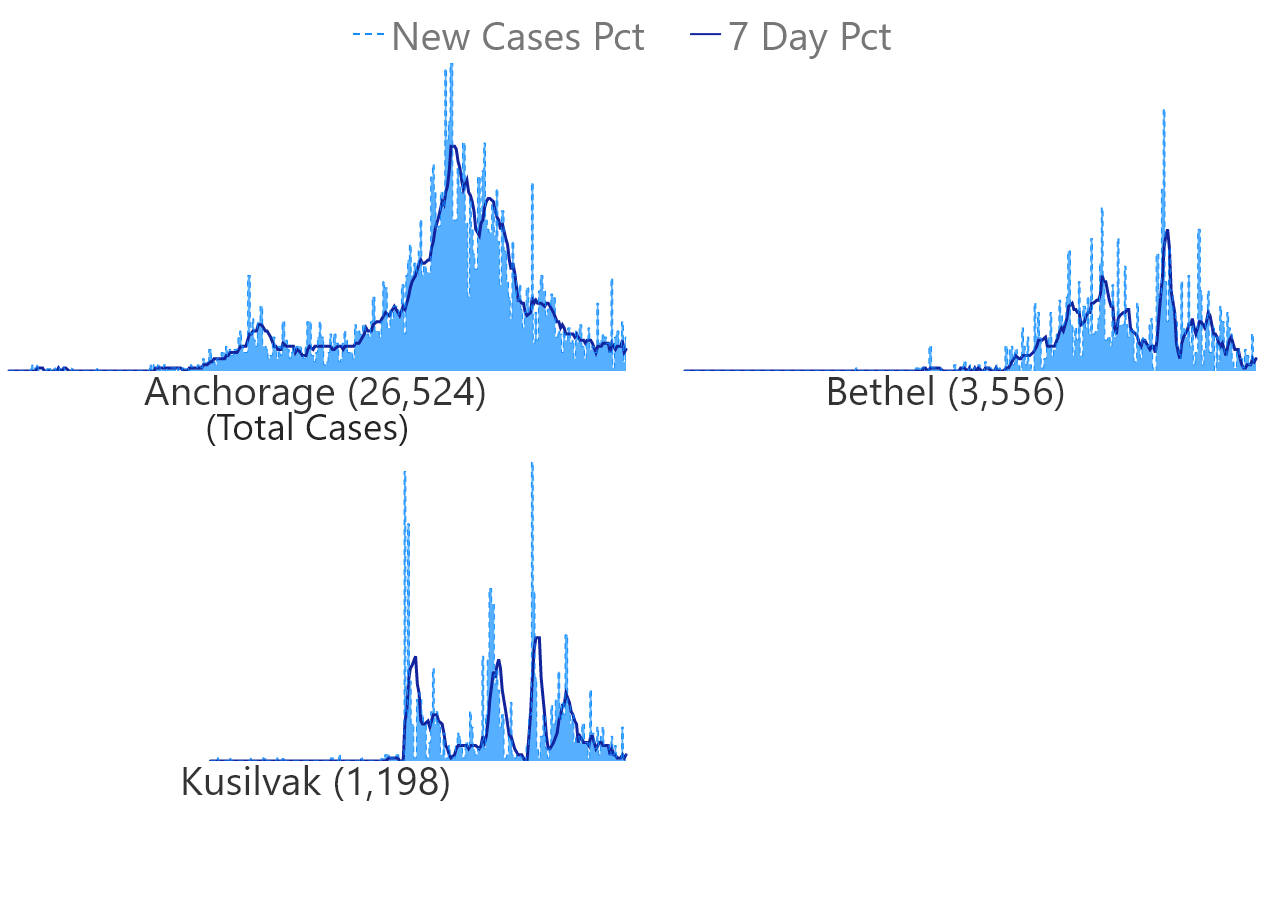 New Cases Pct 7 Day Pct
Anchorage (26,524)
(Total Cases)
Bethel (3,556)
Kusilvak (1,198)